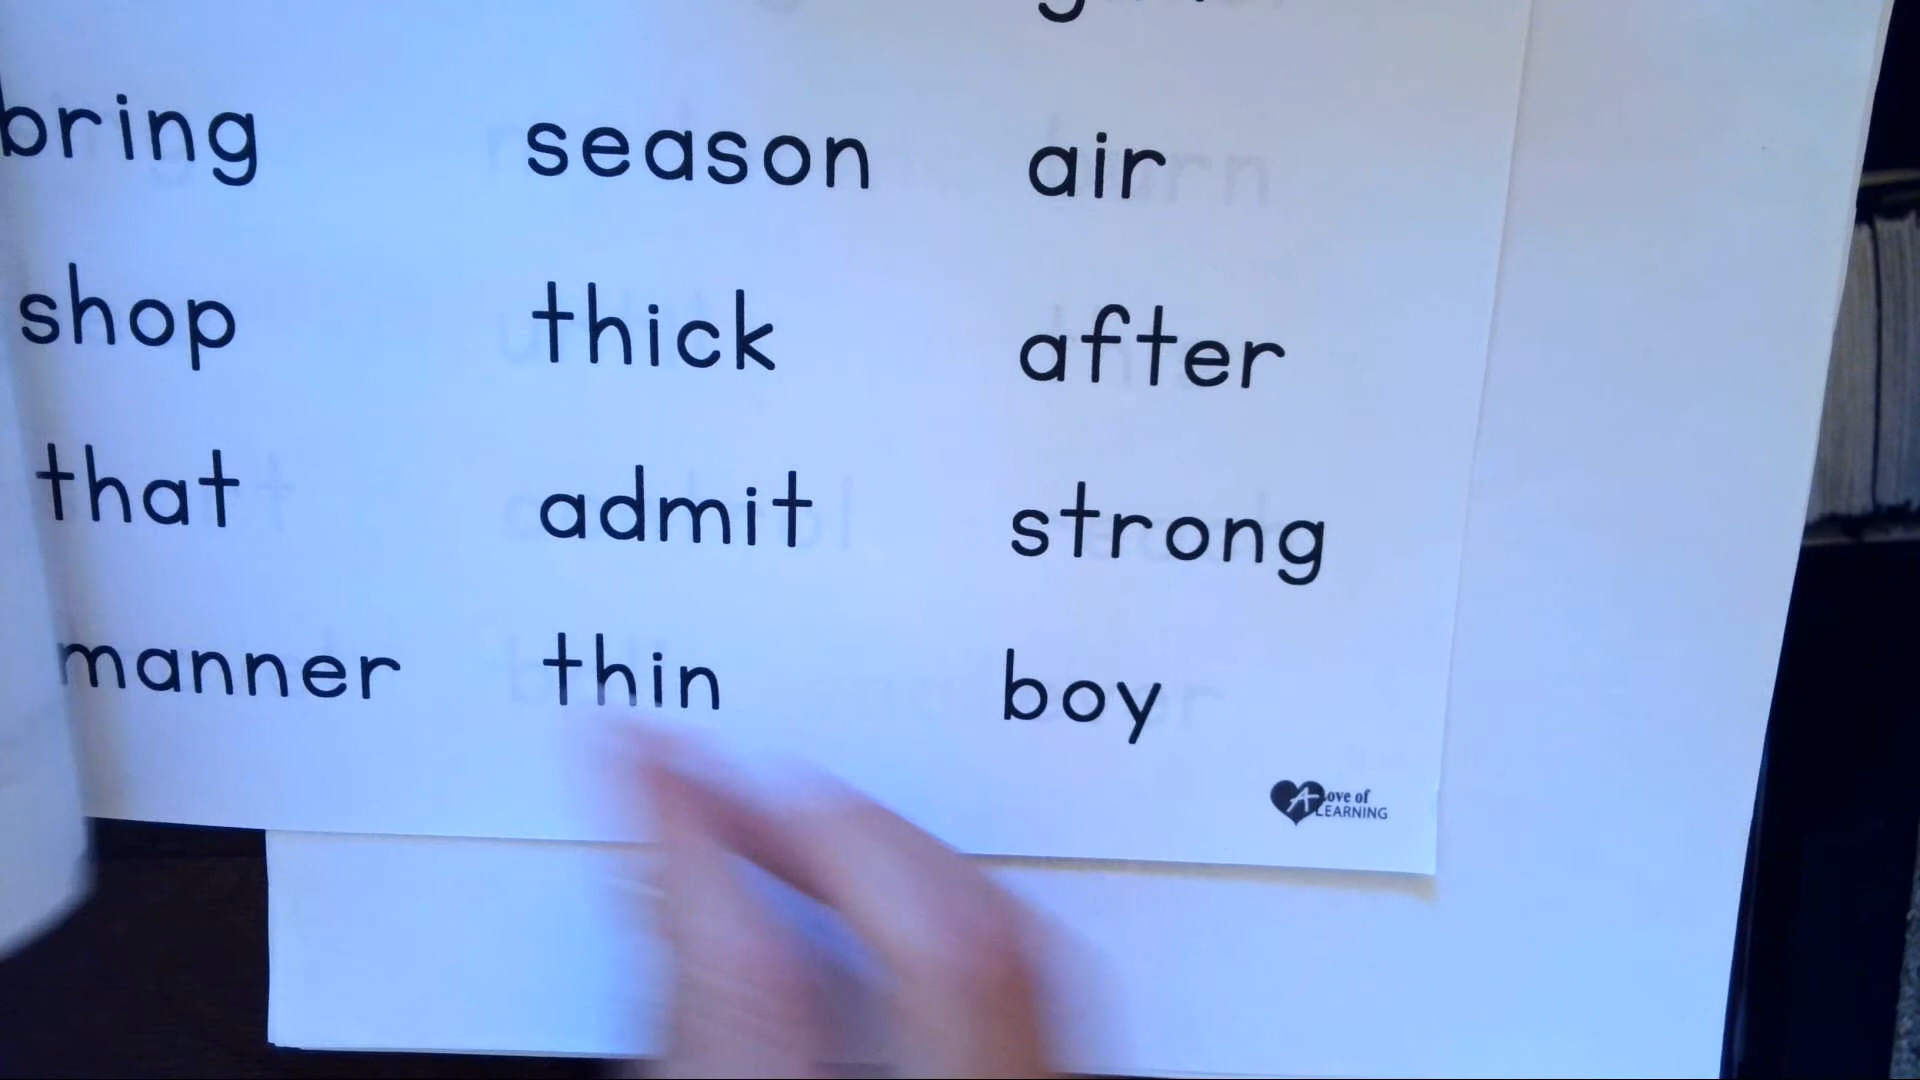 bring season air
shop thick after
that admit strong
manner thin boy
A Love of
LEARNING